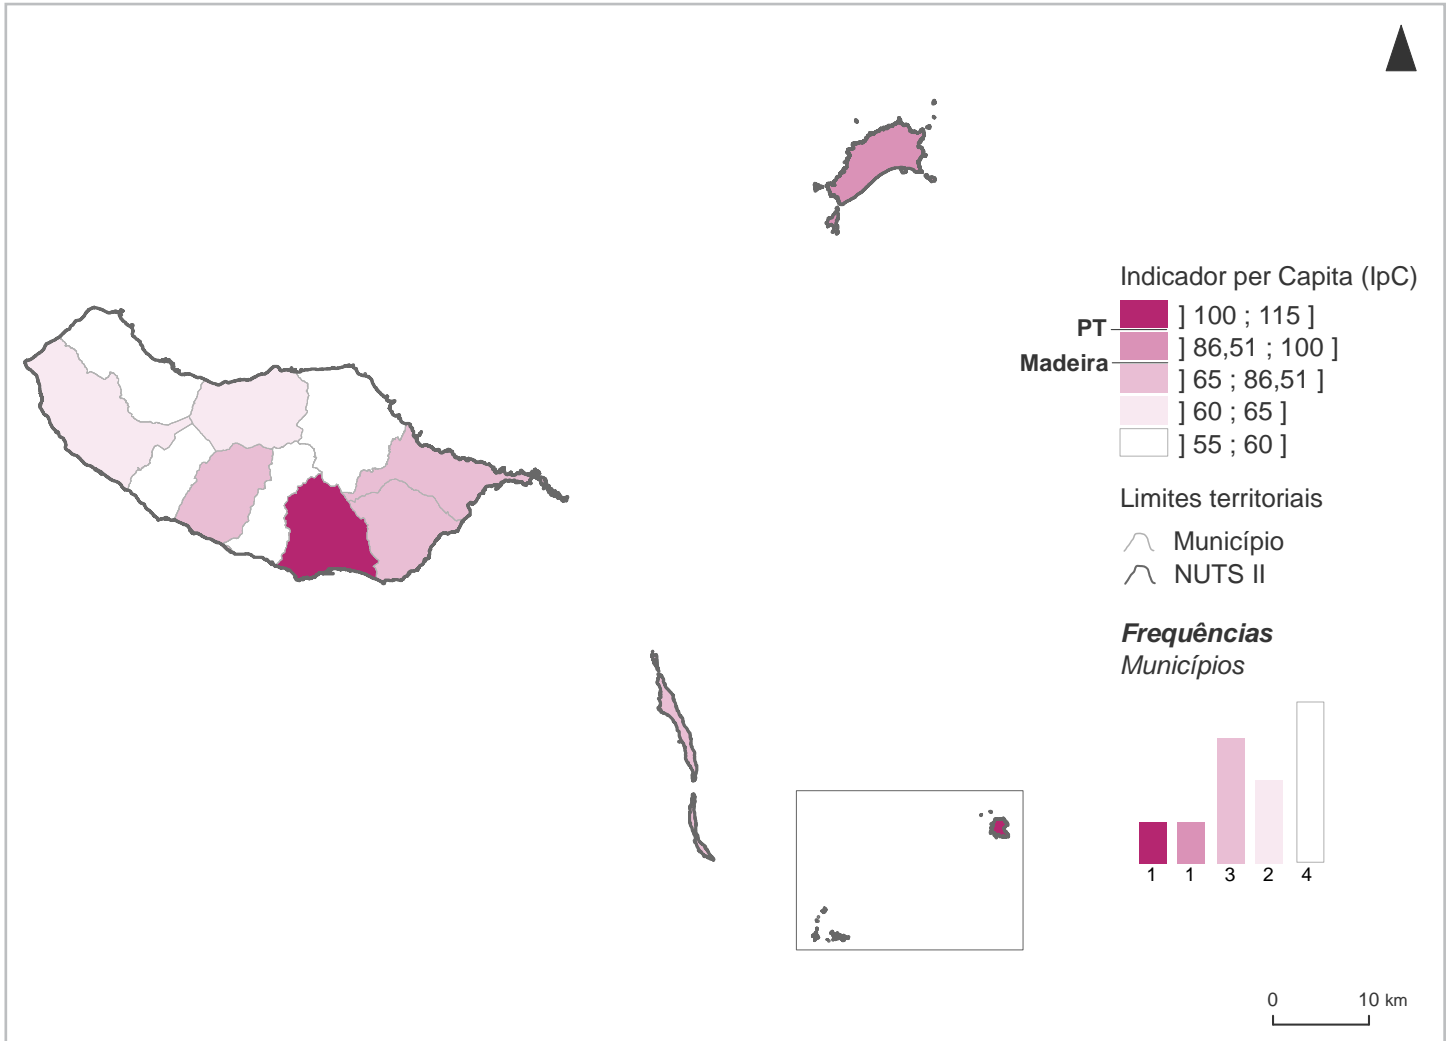 Indicador per Capita (IpC)
PT
Madeira
] 100 ; 115 ]
] 86,51 ; 100 ]
] 65 ; 86,51 ]
] 60 ; 65 ]
] 55 ; 60 ]
Limites territoriais
Município
NUTS II
Frequências
Municípios
1 1 3 2 4
0 10 km